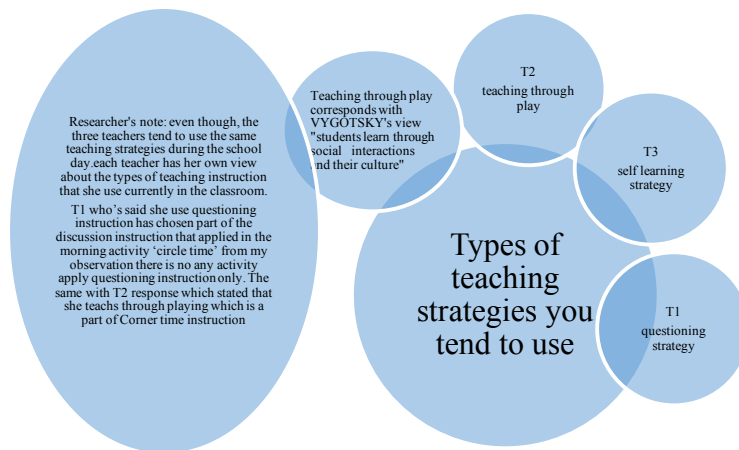 Researcher's note: even though, the
three teachers tend to use the same
teaching strategies during the school
day.each teacher has her own view
about the types of teaching instruction
that she use currently in the classroom.
T1 who's said she use questioning
instruction has chosen part of the
discussion instruction that applied in the
morning activity 'circle time' from my
observation there is no any activity
apply questioning instruction only. The
same with T2 response which stated that
she teachs through playing which is a
part of Corner time instruction
Teaching through play
corresponds with
VYGOTSKY's view
"students learn through
social interactions
and their culture"
T2
teaching through
play
T3
self learning
strategy
T1
questioning
strategy
Types of
teaching
strategies you
tend to use